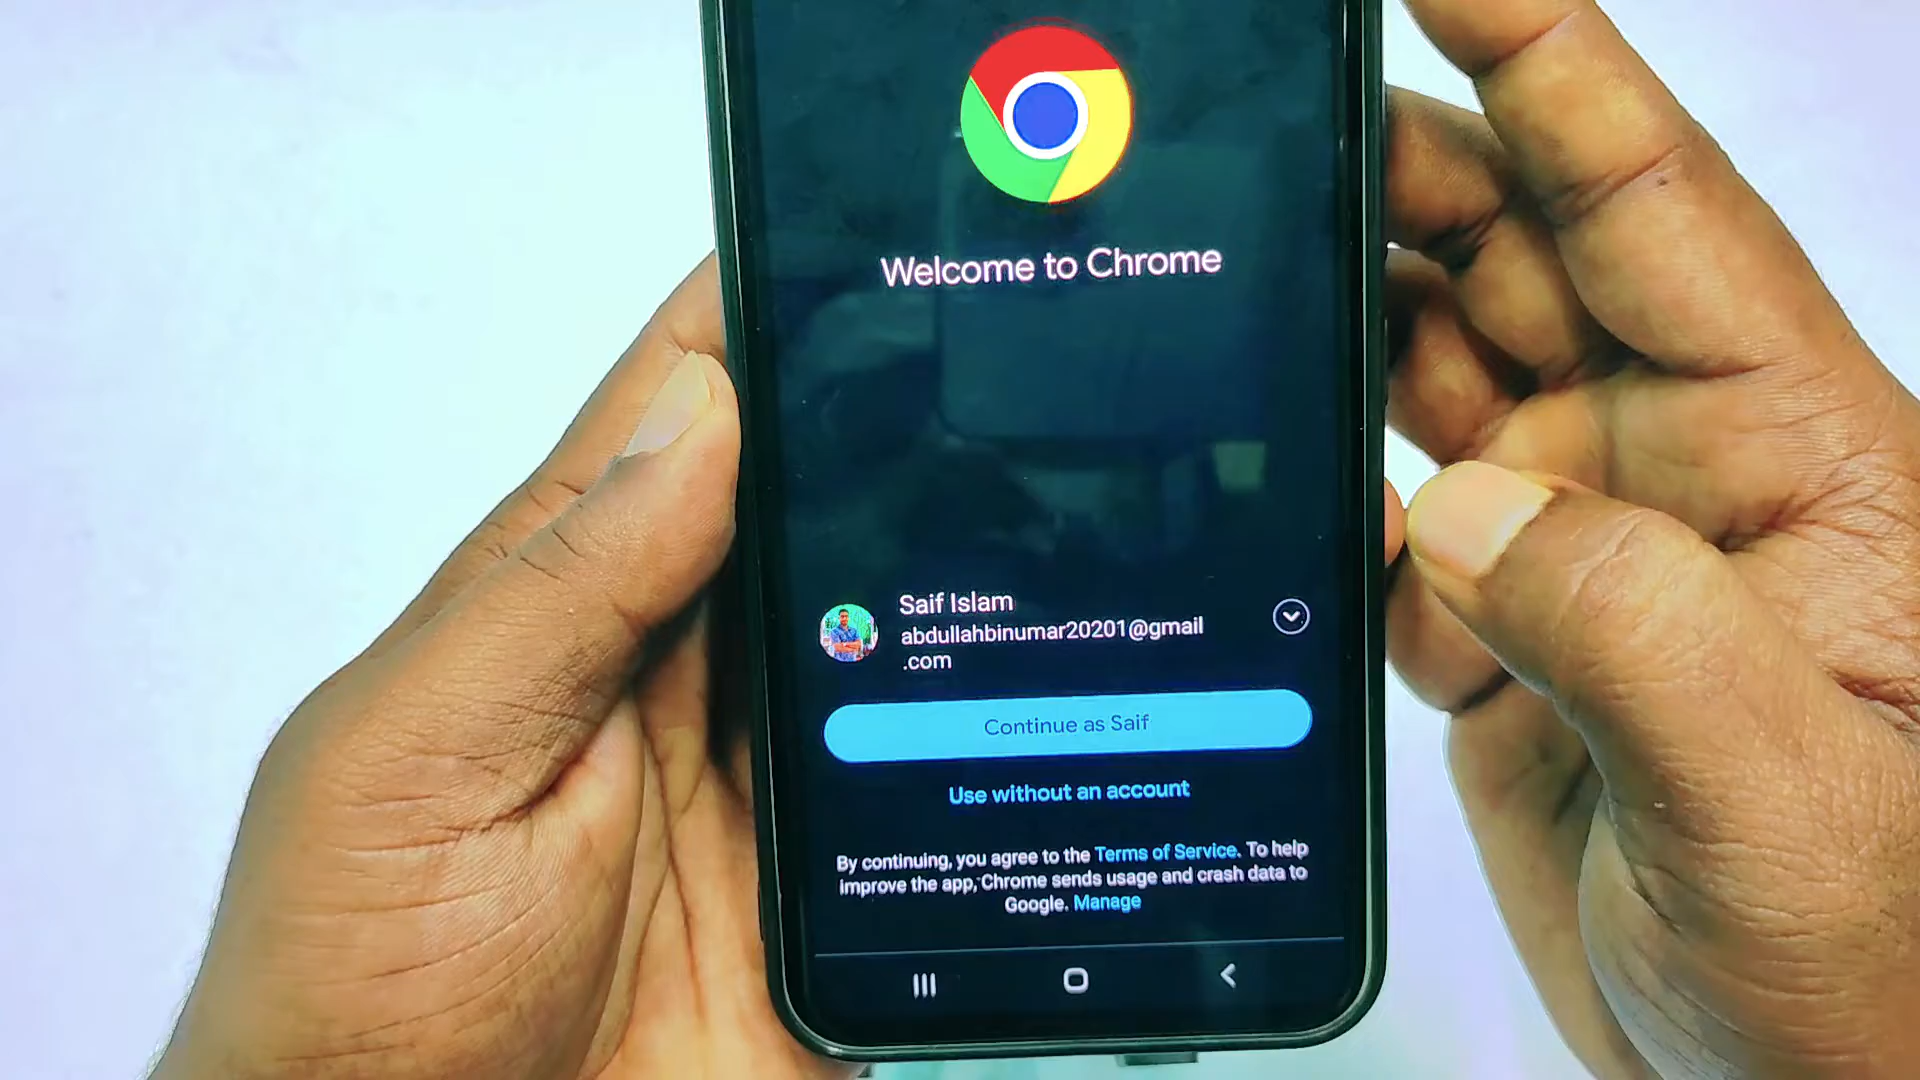 Welcome to Chrome
Saif Islam
abdullahbinumar20201@gmail
.com
Continue as Saif
Use without an account
By continuing, you agree to the Terms of Service. To help
improve the app, Chrome sends usage and crash data to
Google. Manage